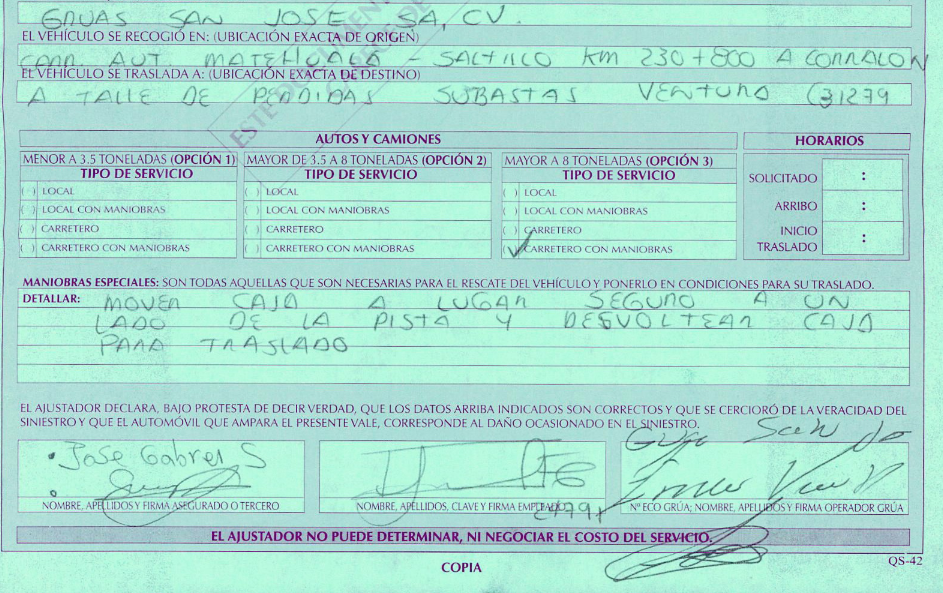 GRUAS SAN JOSE SA, CV.
EL VEHÍCULO SE RECOGIÓ EN: (UBICACIÓN EXACTA DE ORIGEN)
CARR AUT. MATEHUALA - SALTILLO KM 230+800 A CORRALON
EL VEHÍCULO SE TRASLADA A: (UBICACIÓN EXACTA DE DESTINO)
A TALLE DE PERDIDAS SUBASTAS VENTURA (31279
AUTOS Y CAMIONES
HORARIOS
MENOR A 3.5 TONELADAS (OPCIÓN 1) MAYOR DE 3.5 A 8 TONELADAS (OPCIÓN 2) MAYOR A 8 TONELADAS (OPCIÓN 3)
TIPO DE SERVICIO TIPO DE SERVICIO TIPO DE SERVICIO
SOLICITADO :
( ) LOCAL ( ) LOCAL ( ) LOCAL
ARRIBO :
( ) LOCAL CON MANIOBRAS ( ) LOCAL CON MANIOBRAS ( ) LOCAL CON MANIOBRAS
( ) CARRETERO ( ) CARRETERO ( ) CARRETERO
INICIO
TRASLADO :
( ) CARRETERO CON MANIOBRAS ( ) CARRETERO CON MANIOBRAS (✓) CARRETERO CON MANIOBRAS
MANIOBRAS ESPECIALES: SON TODAS AQUELLAS QUE SON NECESARIAS PARA EL RESCATE DEL VEHÍCULO Y PONERLO EN CONDICIONES PARA SU TRASLADO.
DETALLAR: MOVER CAJA A LUGAR SEGURO A UN
LADO DE LA PISTA Y DESVOLTEAR CAJA
PARA TRASLADO
EL AJUSTADOR DECLARA, BAJO PROTESTA DE DECIR VERDAD, QUE LOS DATOS ARRIBA INDICADOS SON CORRECTOS Y QUE SE CERCIORÓ DE LA VERACIDAD DEL
SINIESTRO Y QUE EL AUTOMÓVIL QUE AMPARA EL PRESENTE VALE, CORRESPONDE AL DAÑO OCASIONADO EN EL SINIESTRO.
Jose Gabriel S
NOMBRE, APELLIDOS Y FIRMA ASEGURADO O TERCERO
NOMBRE, APELLIDOS, CLAVE Y FIRMA EMPLEADO
Nº ECO GRÚA; NOMBRE, APELLIDOS Y FIRMA OPERADOR GRÚA
EL AJUSTADOR NO PUEDE DETERMINAR, NI NEGOCIAR EL COSTO DEL SERVICIO.
COPIA
QS-42